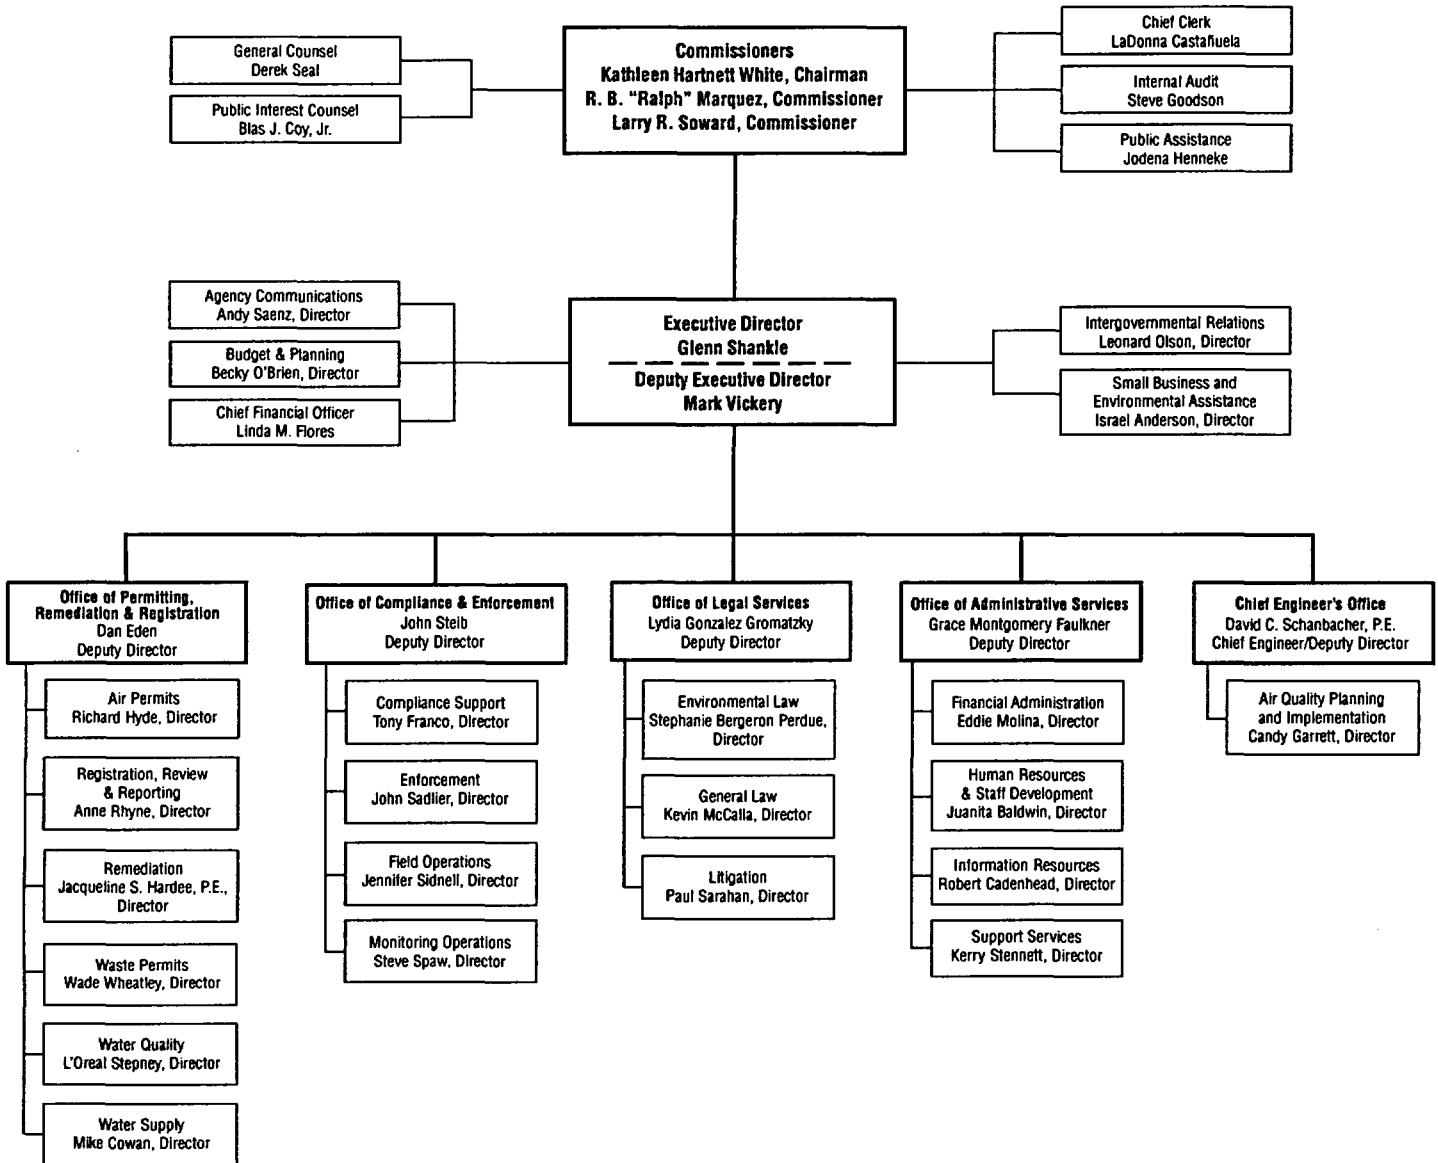 General Counsel
Derek Seal
Public Interest Counsel
Blas J. Coy, Jr.
Commissioners
Kathleen Hartnett White, Chairman
R. B. "Ralph" Marquez, Commissioner
Larry R. Soward, Commissioner
Chief Clerk
LaDonna Castañuela
Internal Audit
Steve Goodson
Public Assistance
Jodena Henneke
Agency Communications
Andy Saenz, Director
Budget & Planning
Becky O'Brien, Director
Chief Financial Officer
Linda M. Flores
Executive Director
Glenn Shankle
Deputy Executive Director
Mark Vickery
Intergovernmental Relations
Leonard Olson, Director
Small Business and
Environmental Assistance
Israel Anderson, Director
Office of Permitting,
Remediation & Registration
Dan Eden
Deputy Director
Air Permits
Richard Hyde, Director
Registration, Review
& Reporting
Anne Rhyne, Director
Remediation
Jacqueline S. Hardee, P.E.,
Director
Waste Permits
Wade Wheatley, Director
Water Quality
L'Oreal Stepney, Director
Water Supply
Mike Cowan, Director
Office of Compliance & Enforcement
John Steib
Deputy Director
Compliance Support
Tony Franco, Director
Enforcement
John Sadlier, Director
Field Operations
Jennifer Sidnell, Director
Monitoring Operations
Steve Spaw, Director
Office of Legal Services
Lydia Gonzalez Gromatzky
Deputy Director
Environmental Law
Stephanie Bergeron Perdue,
Director
General Law
Kevin McCalla, Director
Litigation
Paul Sarahan, Director
Office of Administrative Services
Grace Montgomery Faulkner
Deputy Director
Financial Administration
Eddie Molina, Director
Human Resources
& Staff Development
Juanita Baldwin, Director
Information Resources
Robert Cadenhead, Director
Support Services
Kerry Stennett, Director
Chief Engineer's Office
David C. Schanbacher, P.E.
Chief Engineer/Deputy Director
Air Quality Planning
and Implementation
Candy Garrett, Director